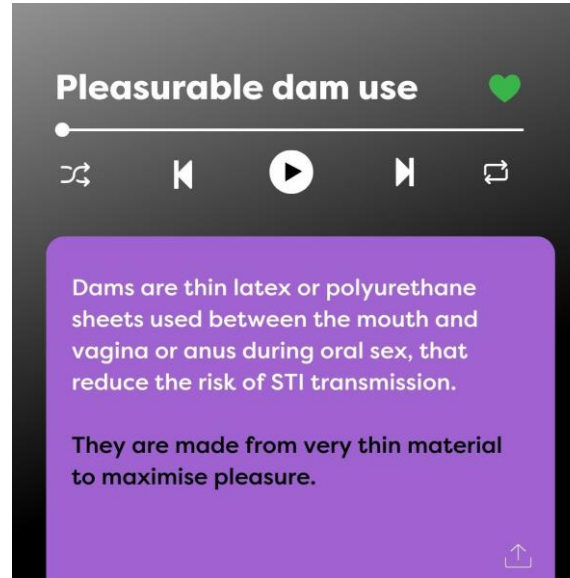 Pleasurable dam use
Dams are thin latex or polyurethane
sheets used between the mouth and
vagina or anus during oral sex, that
reduce the risk of STI transmission.
They are made from very thin material
to maximise pleasure.